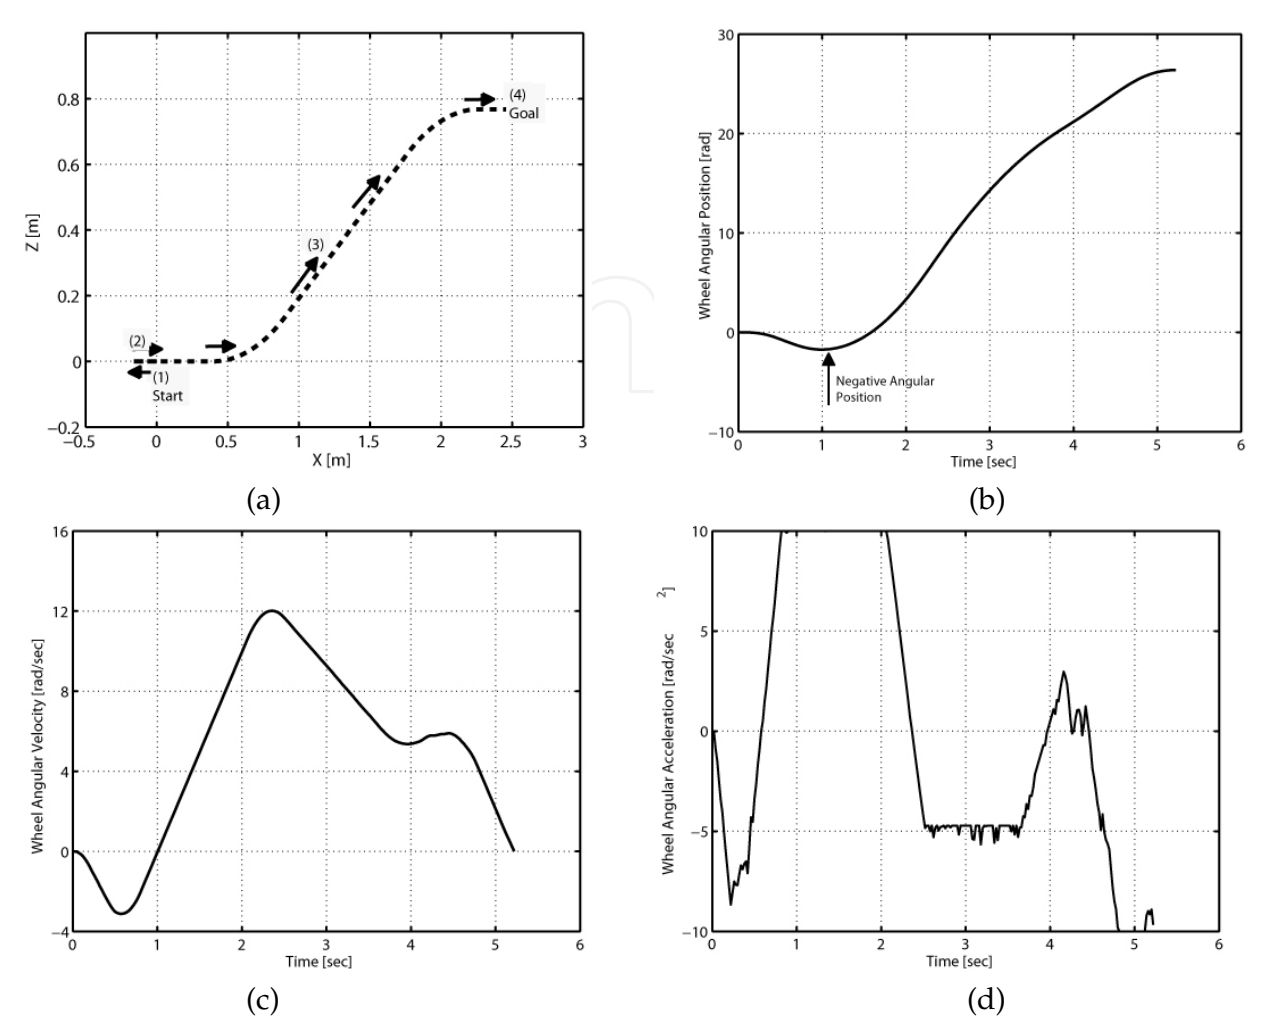 0.8
0.6
0.4
0.2
0
−0.2
Z [m]
(4)
Goal
(3)
(2)
(1)
Start
−0.5 0 0.5 1 1.5 2 2.5 3
X [m]
(a)
30
20
10
0
−10
Wheel Angular Position [rad]
Negative Angular
Position
0 1 2 3 4 5 6
Time [sec]
(b)
16
12
8
4
0
−4
Wheel Angular Velocity [rad/sec]
0 1 2 3 4 5 6
Time [sec]
(c)
10
5
0
−5
−10
Wheel Angular Acceleration [rad/sec
2]
0 1 2 3 4 5 6
Time [sec]
(d)